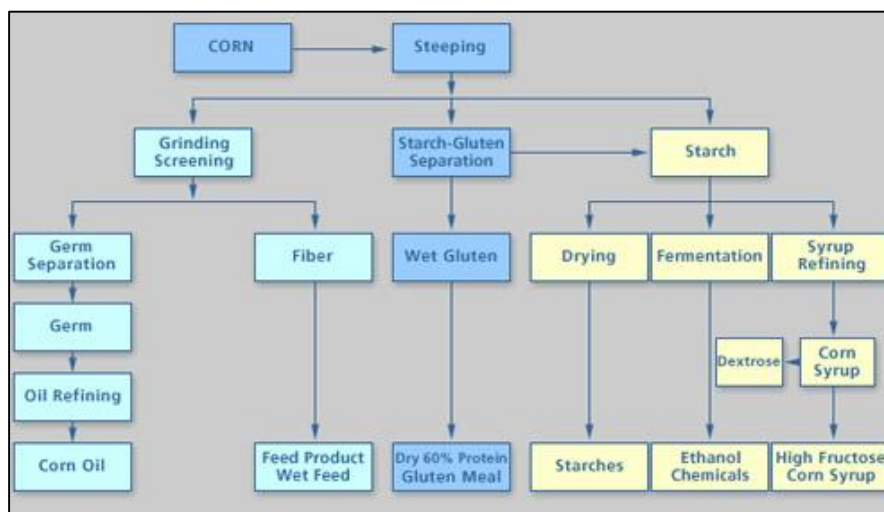 CORN
Steeping
Grinding
Screening
Starch-Gluten
Separation
Starch
Germ
Separation
Fiber
Wet Gluten
Drying
Fermentation
Syrup
Refining
Germ
Dextrose
Corn
Syrup
Oil Refining
Corn Oil
Feed Product
Wet Feed
Dry 60% Protein
Gluten Meal
Starches
Ethanol
Chemicals
High Fructose
Corn Syrup